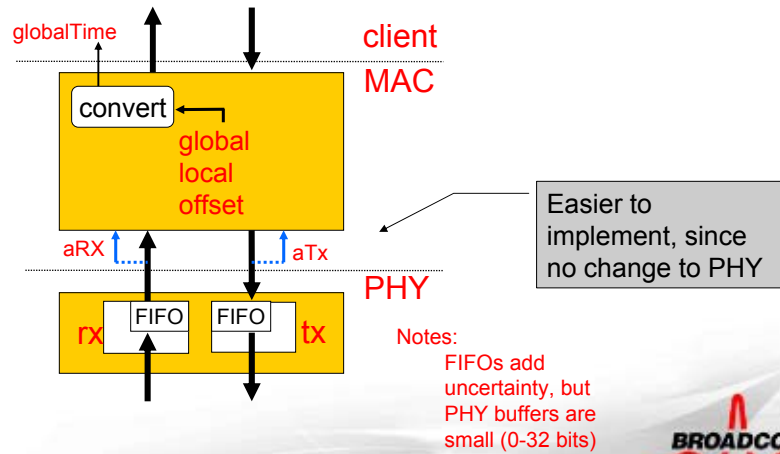 globalTime
client
MAC
convert
global
local
offset
Easier to
implement, since
no change to PHY
aRX
aTx
PHY
FIFO
FIFO
rx
tx
Notes:
FIFOs add
uncertainty, but
PHY buffers are
small (0-32 bits)
BROADCO